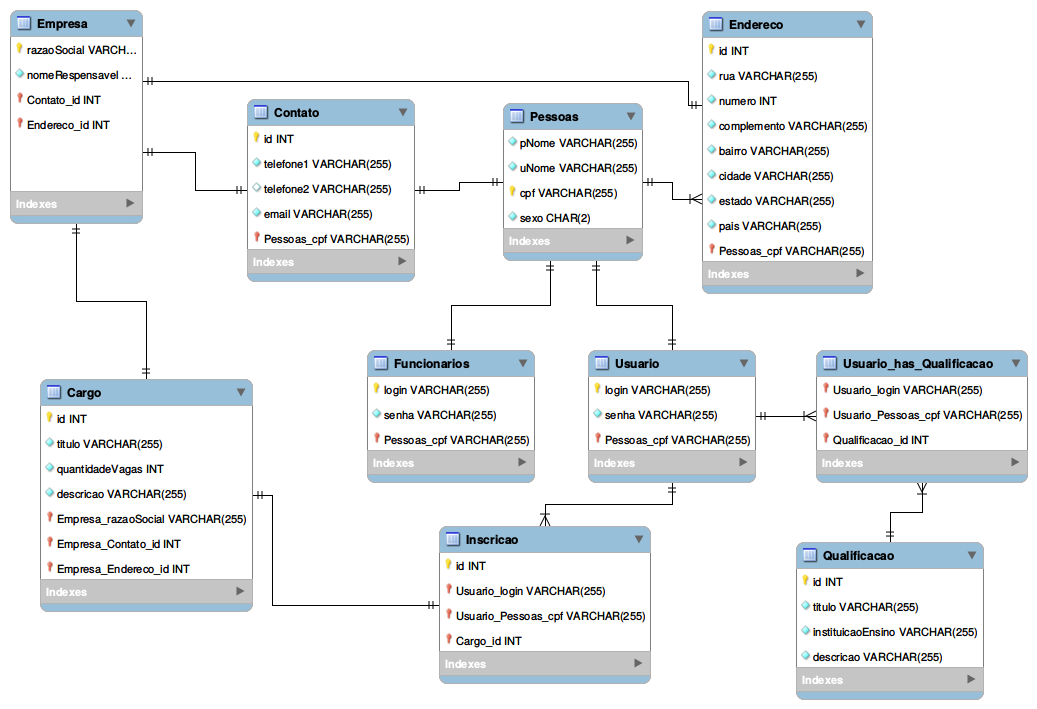 Empresa
razaoSocial VARCH...
nomeResponsavel ...
Contato_id INT
Endereco_id INT
Indexes
Contato
id INT
telefone1 VARCHAR(255)
telefone2 VARCHAR(255)
email VARCHAR(255)
Pessoas_cpf VARCHAR(255)
Indexes
Pessoas
pNome VARCHAR(255)
uNome VARCHAR(255)
cpf VARCHAR(255)
sexo CHAR(2)
Indexes
Endereco
id INT
rua VARCHAR(255)
numero INT
complemento VARCHAR(255)
bairro VARCHAR(255)
cidade VARCHAR(255)
estado VARCHAR(255)
pais VARCHAR(255)
Pessoas_cpf VARCHAR(255)
Indexes
Cargo
id INT
titulo VARCHAR(255)
quantidadeVagas INT
descricao VARCHAR(255)
Empresa_razaoSocial VARCHAR(255)
Empresa_Contato_id INT
Empresa_Endereco_id INT
Indexes
Funcionarios
login VARCHAR(255)
senha VARCHAR(255)
Pessoas_cpf VARCHAR(255)
Indexes
Usuario
login VARCHAR(255)
senha VARCHAR(255)
Pessoas_cpf VARCHAR(255)
Indexes
Usuario_has_Qualificacao
Usuario_login VARCHAR(255)
Usuario_Pessoas_cpf VARCHAR(255)
Qualificacao_id INT
Indexes
Inscricao
id INT
Usuario_login VARCHAR(255)
Usuario_Pessoas_cpf VARCHAR(255)
Cargo_id INT
Indexes
Qualificacao
id INT
titulo VARCHAR(255)
instituicaoEnsino VARCHAR(255)
descricao VARCHAR(255)
Indexes